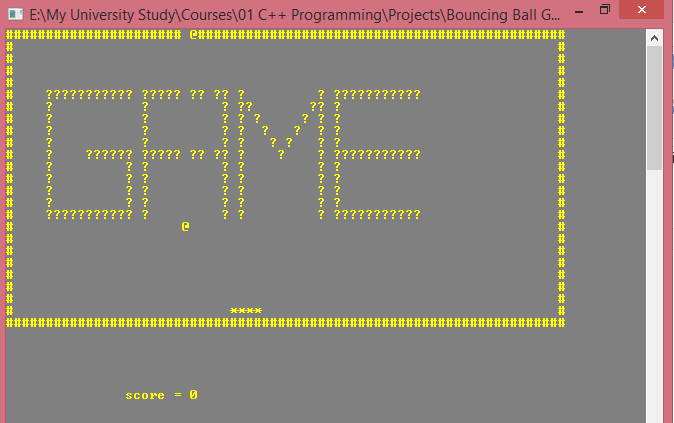 E:\My University Study\Courses\01 C++ Programming\Projects\Bouncing Ball G...
###################### @##############################################
# #
# #
# #
# #
# ??????????? ????? ?? ?? ? ? ??????????? #
# ? ? ? ?? ?? ? #
# ? ? ? ? ? ? ? ? #
# ? ? ? ? ? ? ? ? #
# ? ? ? ? ? ? ? ? #
# ? ?????? ????? ?? ?? ? ? ? ??????????? #
# ? ? ? ? ? ? ? #
# ? ? ? ? ? ? ? #
# ? ? ? ? ? ? ? #
# ? ? ? ? ? ? ? #
# ??????????? ? ? ? ? ??????????? #
# @ #
# #
# #
# #
# #
# #
# #
# **** #
######################################################################
score = 0